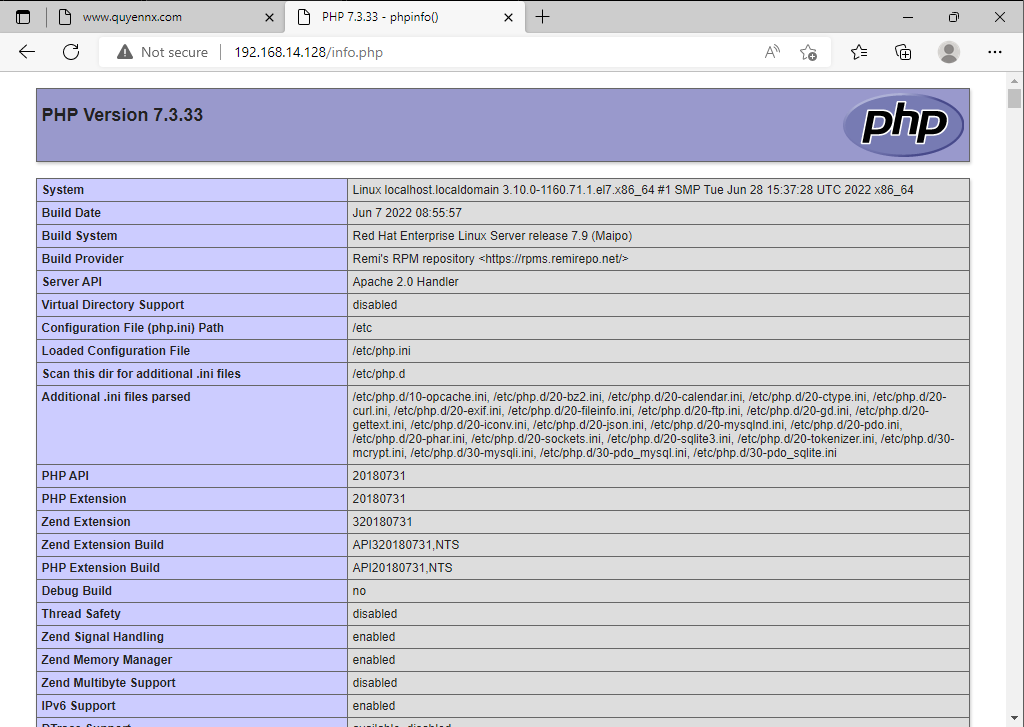 www.quyennx.com
PHP 7.3.33 - phpinfo()
Not secure
192.168.14.128/info.php
PHP Version 7.3.33
php
System Linux localhost.localdomain 3.10.0-1160.71.1.el7.x86_64 #1 SMP Tue Jun 28 15:37:28 UTC 2022 x86_64
Build Date Jun 7 2022 08:55:57
Build System Red Hat Enterprise Linux Server release 7.9 (Maipo)
Build Provider Remi's RPM repository <https://rpms.remirepo.net/>
Server API Apache 2.0 Handler
Virtual Directory Support disabled
Configuration File (php.ini) Path /etc
Loaded Configuration File /etc/php.ini
Scan this dir for additional .ini files /etc/php.d
Additional .ini files parsed /etc/php.d/10-opcache.ini, /etc/php.d/20-bz2.ini, /etc/php.d/20-calendar.ini, /etc/php.d/20-ctype.ini, /etc/php.d/20-
curl.ini, /etc/php.d/20-exif.ini, /etc/php.d/20-fileinfo.ini, /etc/php.d/20-ftp.ini, /etc/php.d/20-gd.ini, /etc/php.d/20-
gettext.ini, /etc/php.d/20-iconv.ini, /etc/php.d/20-json.ini, /etc/php.d/20-mysqlnd.ini, /etc/php.d/20-pdo.ini,
/etc/php.d/20-phar.ini, /etc/php.d/20-sockets.ini, /etc/php.d/20-sqlite3.ini, /etc/php.d/20-tokenizer.ini, /etc/php.d/30-
mcrypt.ini, /etc/php.d/30-mysqli.ini, /etc/php.d/30-pdo_mysql.ini, /etc/php.d/30-pdo_sqlite.ini
PHP API 20180731
PHP Extension 20180731
Zend Extension 320180731
Zend Extension Build API320180731,NTS
PHP Extension Build API20180731,NTS
Debug Build no
Thread Safety disabled
Zend Signal Handling enabled
Zend Memory Manager enabled
Zend Multibyte Support disabled
IPv6 Support enabled